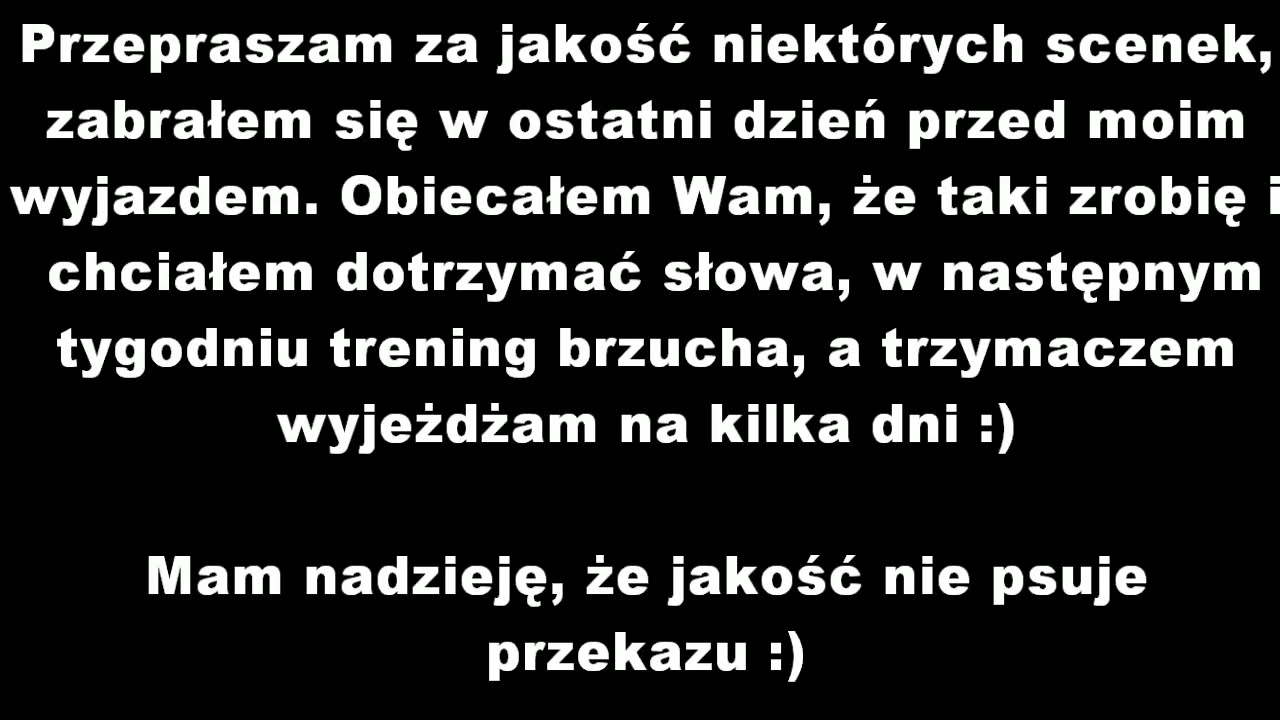 Przepraszam za jakość niektórych scenek,
zabrałem się w ostatni dzień przed moim
wyjazdem. Obiecałem Wam, że taki zrobię i
chciałem dotrzymać słowa, w następnym
tygodniu trening brzucha, a trzymaczem
wyjeżdżam na kilka dni :)
Mam nadzieję, że jakość nie psuje
przekazu :)